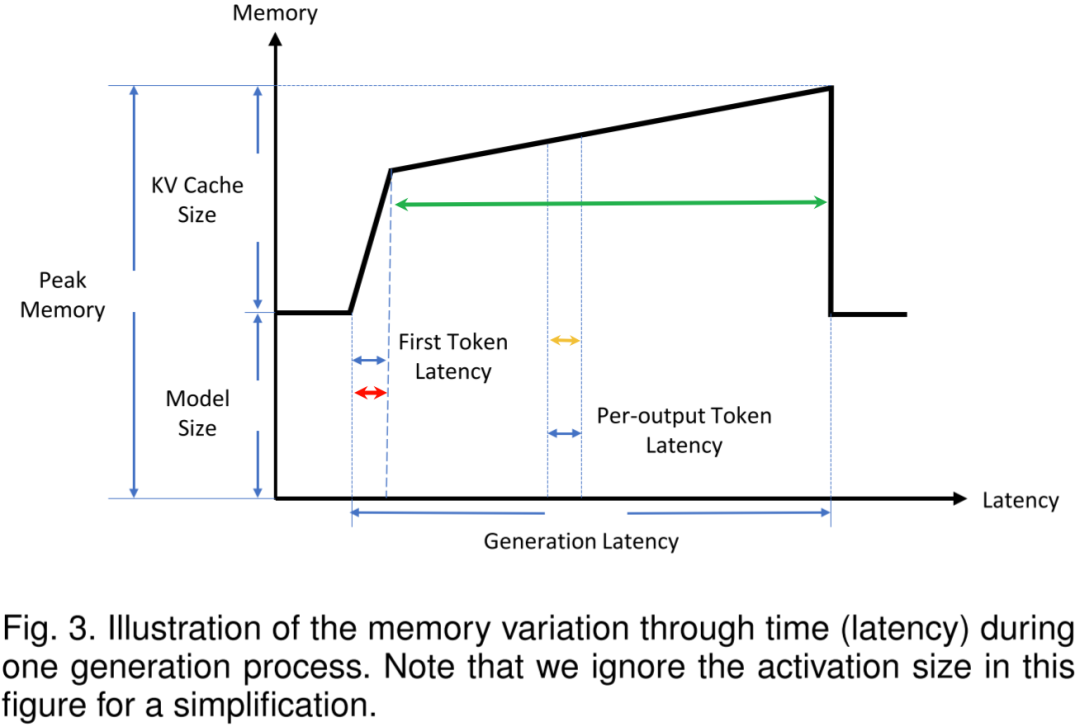 Memory
KV Cache
Size
Peak
Memory
First Token
Latency
Model
Size
Per-output Token
Latency
Latency
Generation Latency
Fig. 3. Illustration of the memory variation through time (latency) during
one generation process. Note that we ignore the activation size in this
figure for a simplification.